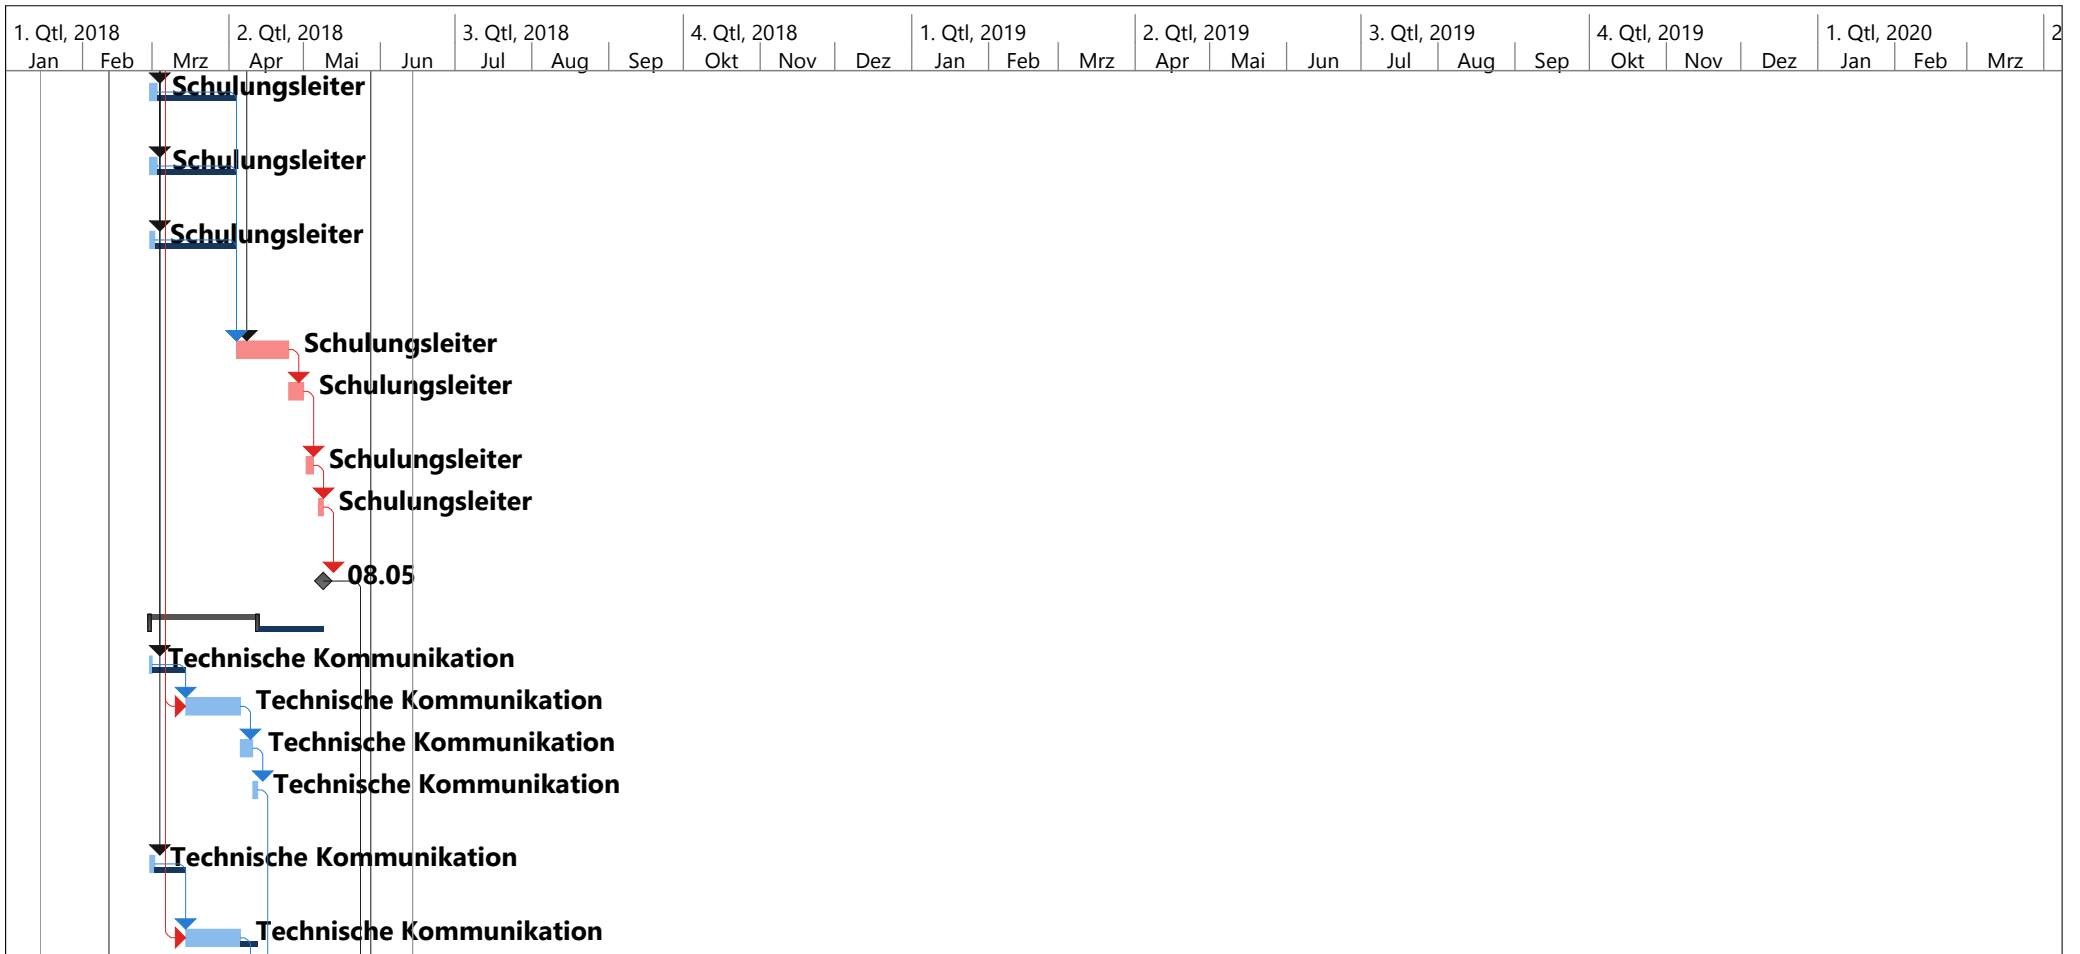 1. Qtl, 2018 2. Qtl, 2018 3. Qtl, 2018 4. Qtl, 2018 1. Qtl, 2019 2. Qtl, 2019 3. Qtl, 2019 4. Qtl, 2019 1. Qtl, 2020 2
Jan Feb Mrz Apr Mai Jun Jul Aug Sep Okt Nov Dez Jan Feb Mrz Apr Mai Jun Jul Aug Sep Okt Nov Dez Jan Feb Mrz
Schulungsleiter
Schulungsleiter
Schulungsleiter
Schulungsleiter
Schulungsleiter
Schulungsleiter
Schulungsleiter
08.05
Technische Kommunikation
Technische Kommunikation
Technische Kommunikation
Technische Kommunikation
Technische Kommunikation
Technische Kommunikation